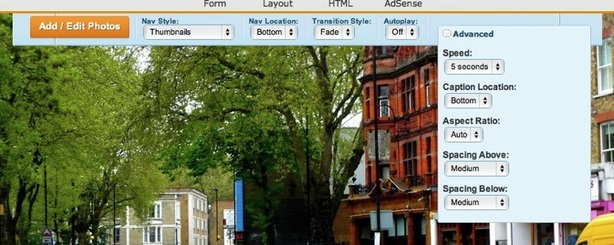 Form Layout HTML AdSense
Add / Edit Photos
Nav Style: Nav Location: Transition Style: Autoplay:
Thumbnails Bottom Fade Off
Advanced
Speed:
5 seconds
Caption Location:
Bottom
Aspect Ratio:
Auto
Spacing Above:
Medium
Spacing Below:
Medium